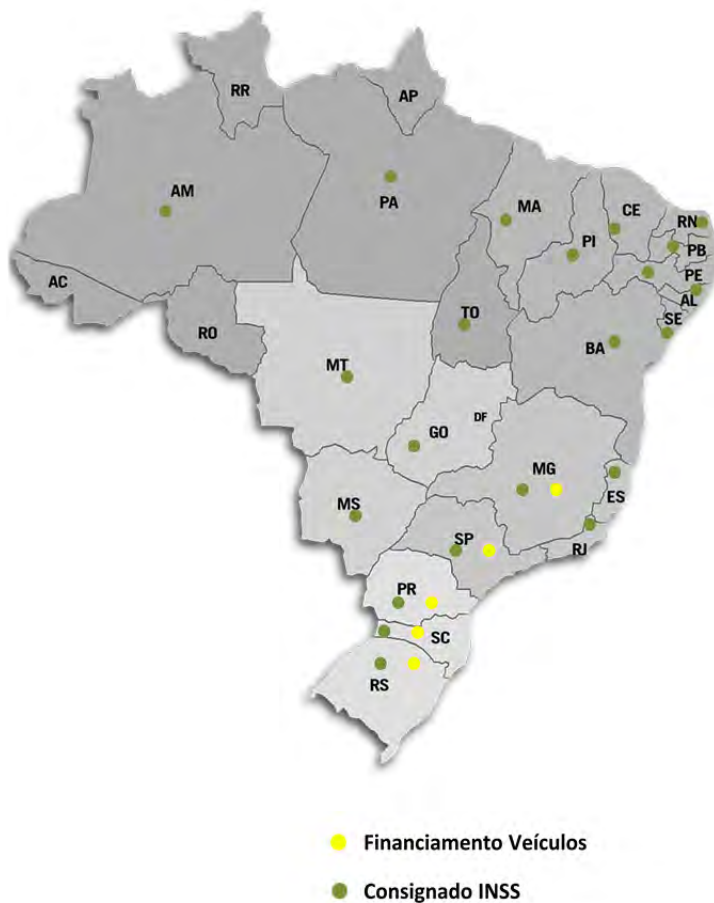 RR
AP
AM
PA
MA
CE
RN
PI
PB
PE
AC
AL
TO
SE
RO
BA
MT
DF
GO
MG
ES
MS
SP
RJ
PR
SC
RS
Financiamento Veículos
Consignado INSS